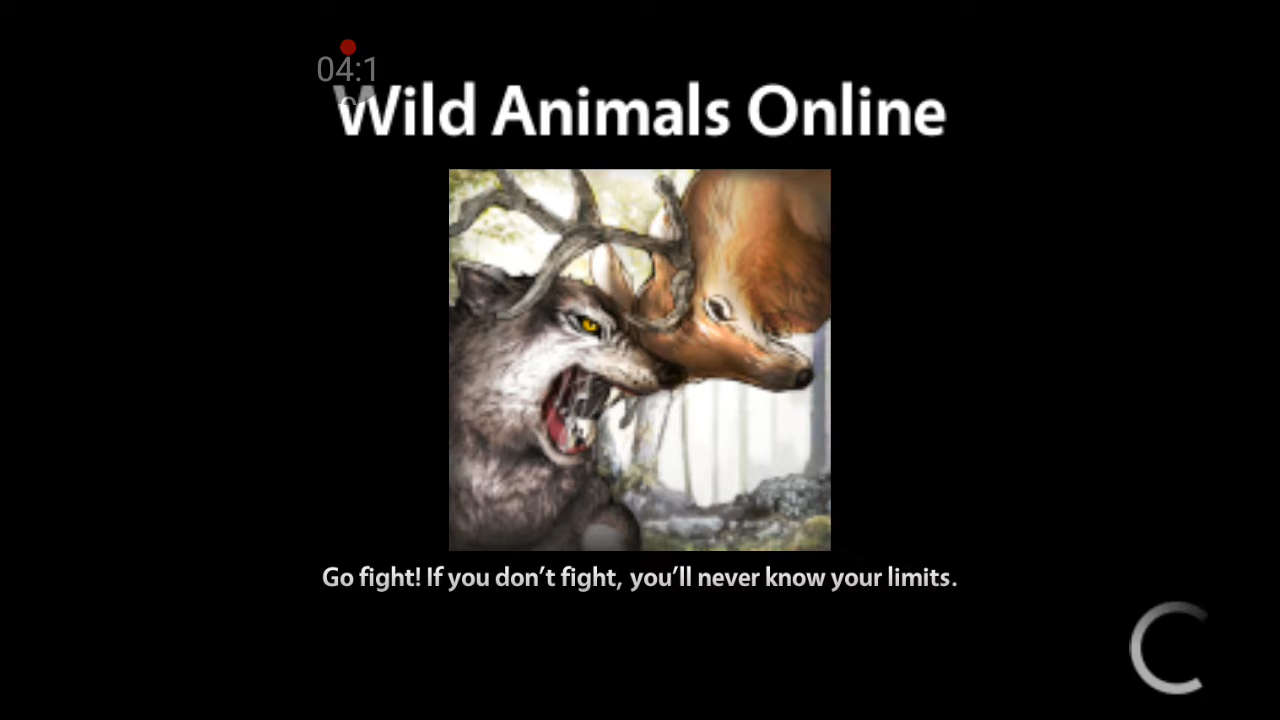 04:1
Wild Animals Online
Go fight! If you don’t fight, you’ll never know your limits.